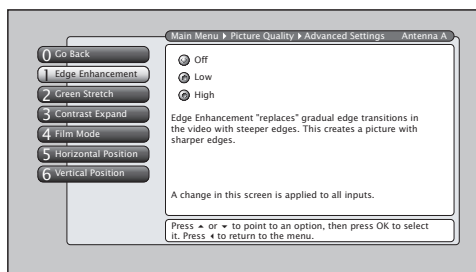 Main Menu ▶ Picture Quality ▶ Advanced Settings Antenna A
0 Go Back
1 Edge Enhancement
2 Green Stretch
3 Contrast Expand
4 Film Mode
5 Horizontal Position
6 Vertical Position
Off
Low
High
Edge Enhancement "replaces" gradual edge transitions in
the video with steeper edges. This creates a picture with
sharper edges.
A change in this screen is applied to all inputs.
Press ▲ or ▼ to point to an option, then press OK to select
it. Press ◀ to return to the menu.